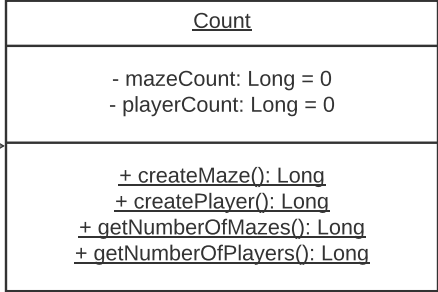 Count
- mazeCount: Long = 0
- playerCount: Long = 0
+ createMaze(): Long
+ createPlayer(): Long
+ getNumberOfMazes(): Long
+ getNumberOfPlayers(): Long